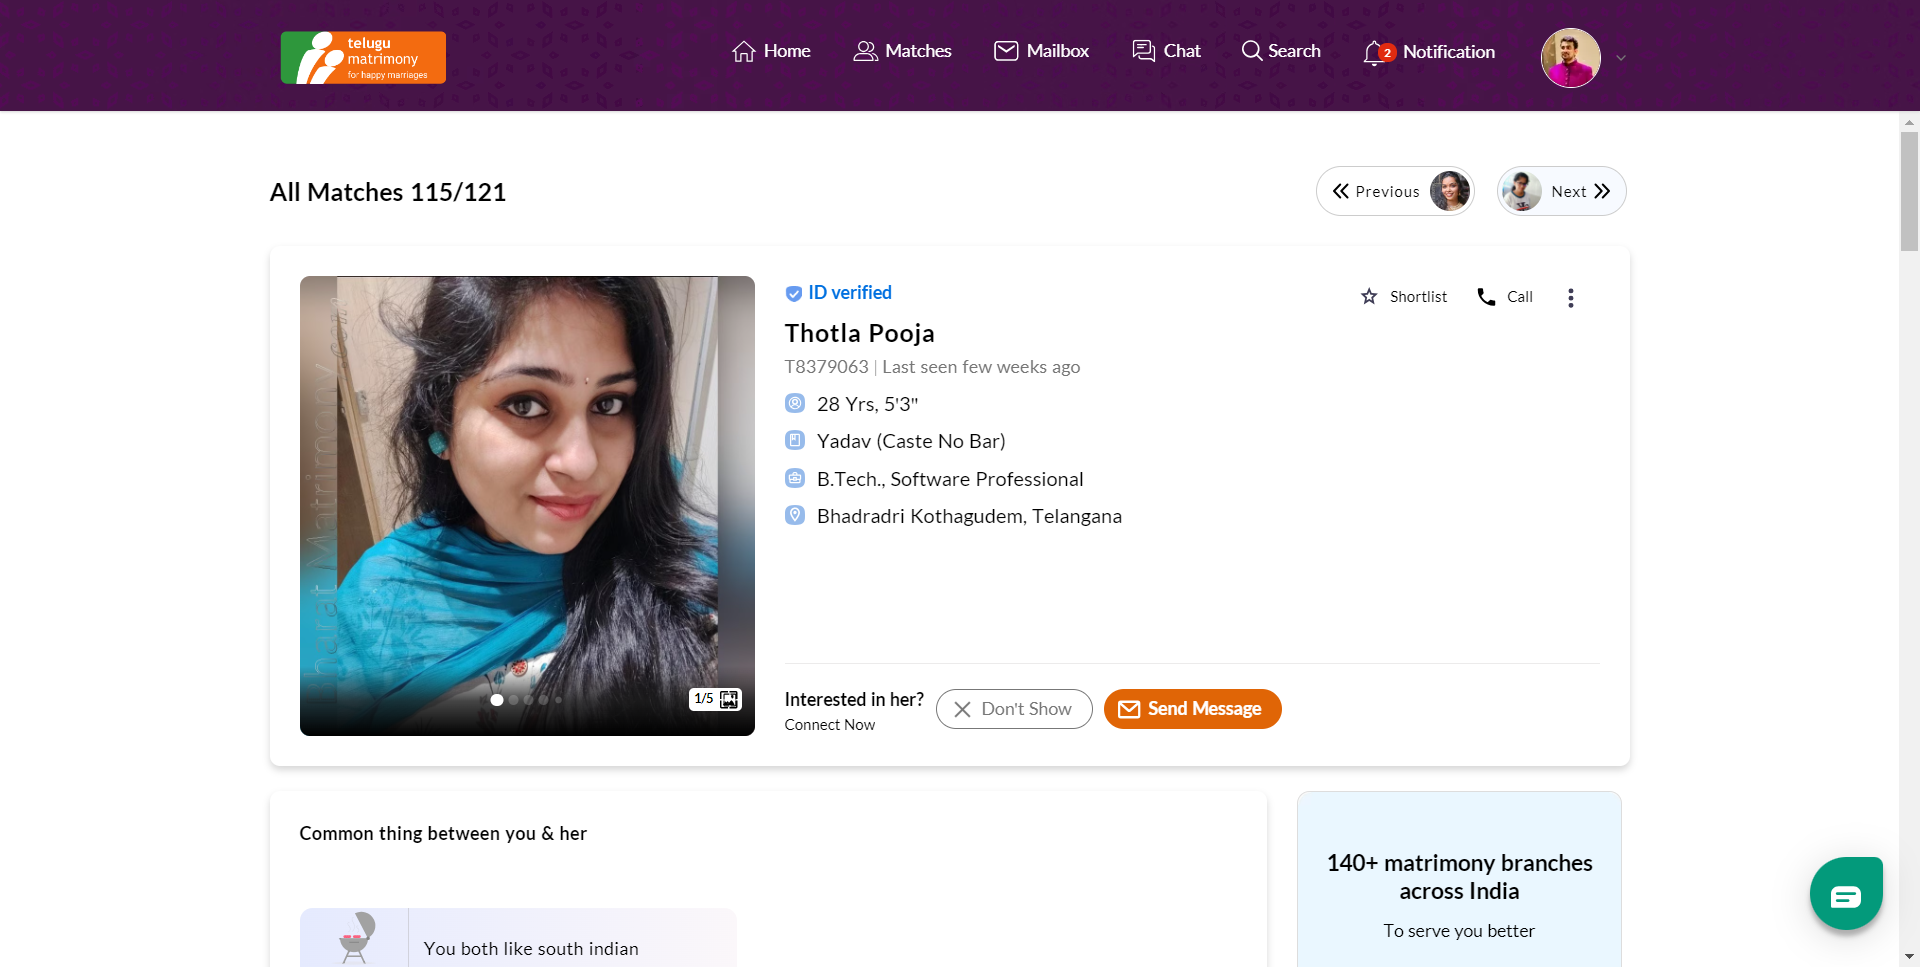 telugu
matrimony
for happy marriages
Home
Matches
Mailbox
Chat
Search
2
Notification
All Matches 115/121
Previous
Next
ID verified
Shortlist
Call
Thotla Pooja
T8379063 | Last seen few weeks ago
28 Yrs, 5'3"
Yadav (Caste No Bar)
B.Tech., Software Professional
Bhadradri Kothagudem, Telangana
Bharat Matrimony.com
1/5
Interested in her?
Connect Now
Don't Show
Send Message
Common thing between you & her
You both like south indian
140+ matrimony branches
across India
To serve you better